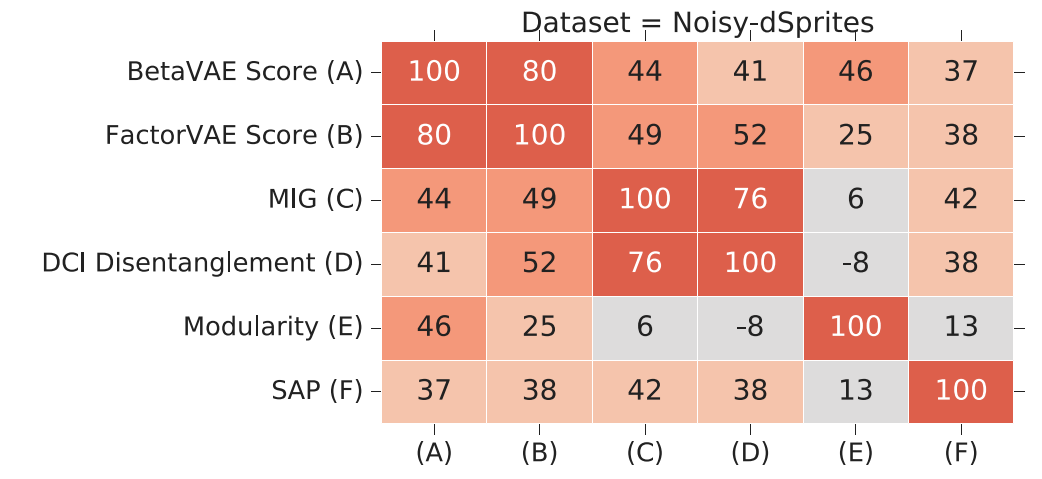 Dataset = Noisy-dSprites
BetaVAE Score (A) 100 80 44 41 46 37
FactorVAE Score (B) 80 100 49 52 25 38
MIG (C) 44 49 100 76 6 42
DCI Disentanglement (D) 41 52 76 100 -8 38
Modularity (E) 46 25 6 -8 100 13
SAP (F) 37 38 42 38 13 100
(A) (B) (C) (D) (E) (F)